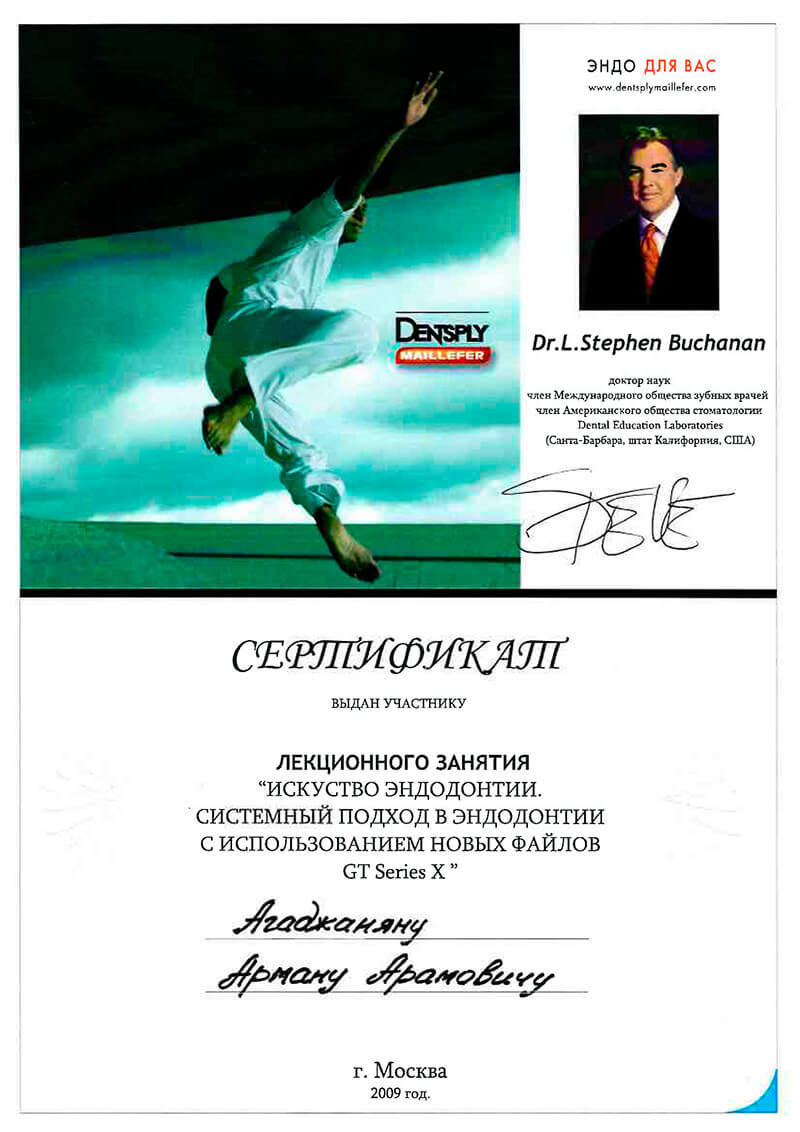 ЭНДО ДЛЯ ВАС
www.dentsplymaillefer.com
DENTSPLY
MAILLEFER
Dr.L.Stephen Buchanan
доктор наук
член Международного общества зубных врачей
член Американского общества стоматологии
Dental Education Laboratories
(Санта-Барбара, штат Калифорния, США)
СЕРТИФИКАТ
ВЫДАН УЧАСТНИКУ
ЛЕКЦИОННОГО ЗАНЯТИЯ
“ИСКУСТВО ЭНДОДОНТИИ.
СИСТЕМНЫЙ ПОДХОД В ЭНДОДОНТИИ
С ИСПОЛЬЗОВАНИЕМ НОВЫХ ФАЙЛОВ
GT Series X ”
Агаджаняну
Арману Арамовичу
г. Москва
2009 год.